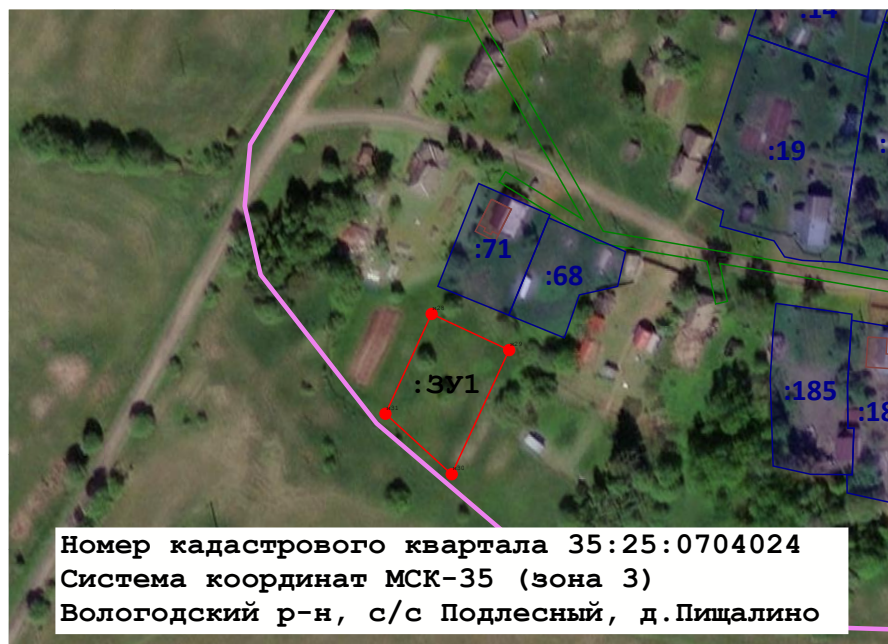 :14
:19
:71
:68
:ЗУ1
:185
:18
Номер кадастрового квартала 35:25:0704024
Система координат МСК-35 (зона 3)
Вологодский р-н, с/с Подлесный, д.Пищалино